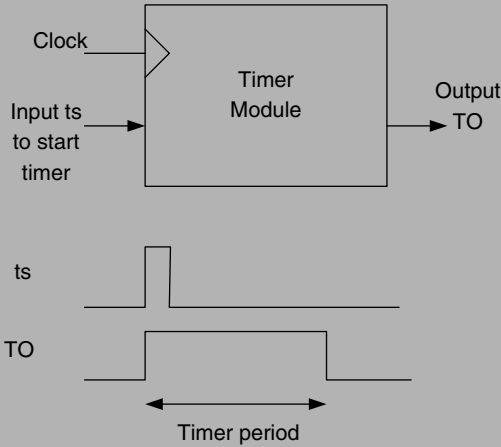 Clock
Timer
Module
Input ts
to start
timer
Output
TO
ts
TO
Timer period